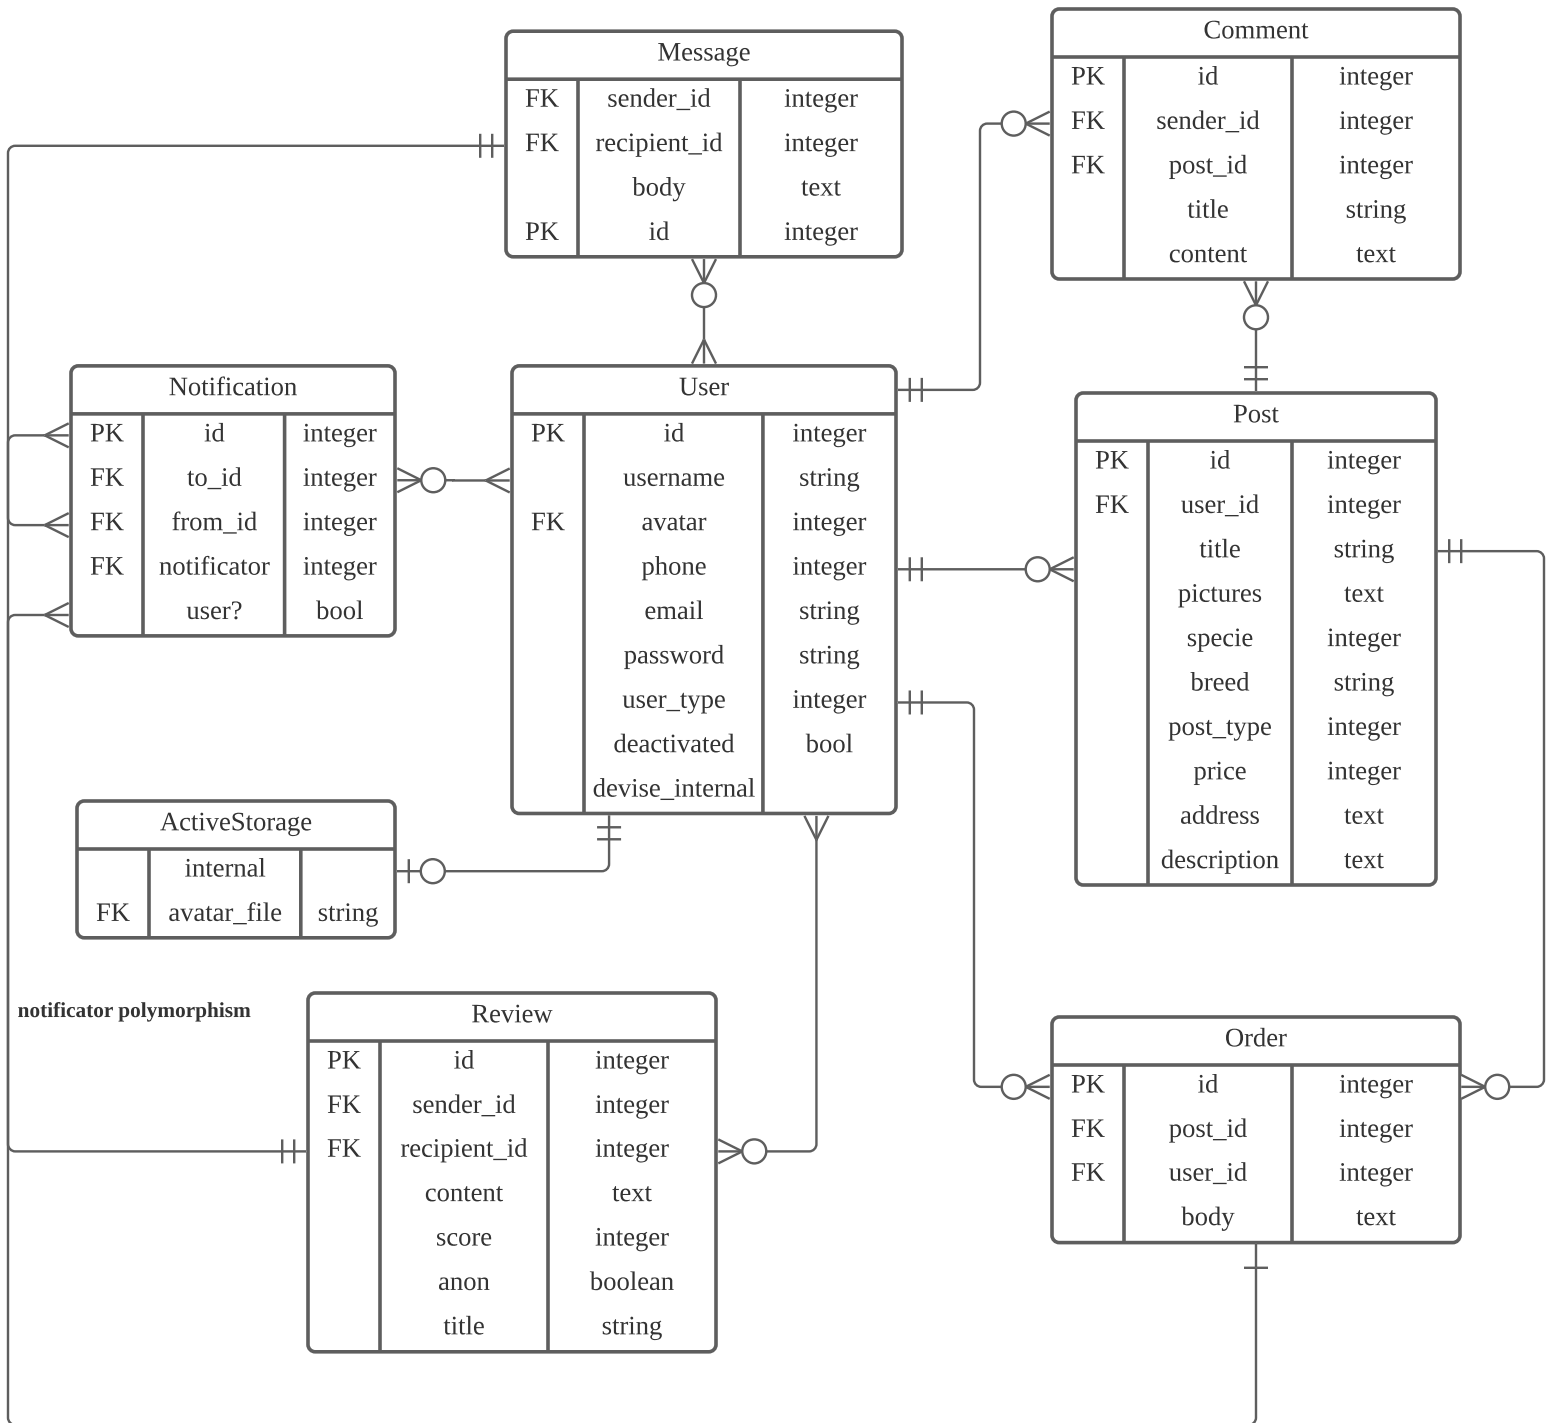 Message
FK sender_id integer
FK recipient_id integer
body text
PK id integer
Comment
PK id integer
FK sender_id integer
FK post_id integer
title string
content text
Notification
PK id integer
FK to_id integer
FK from_id integer
FK notificator integer
user? bool
User
PK id integer
username string
FK avatar integer
phone integer
email string
password string
user_type integer
deactivated bool
devise_internal
Post
PK id integer
FK user_id integer
title string
pictures text
specie integer
breed string
post_type integer
price integer
address text
description text
ActiveStorage
internal
FK avatar_file string
notificator polymorphism
Review
PK id integer
FK sender_id integer
FK recipient_id integer
content text
score integer
anon boolean
title string
Order
PK id integer
FK post_id integer
FK user_id integer
body text